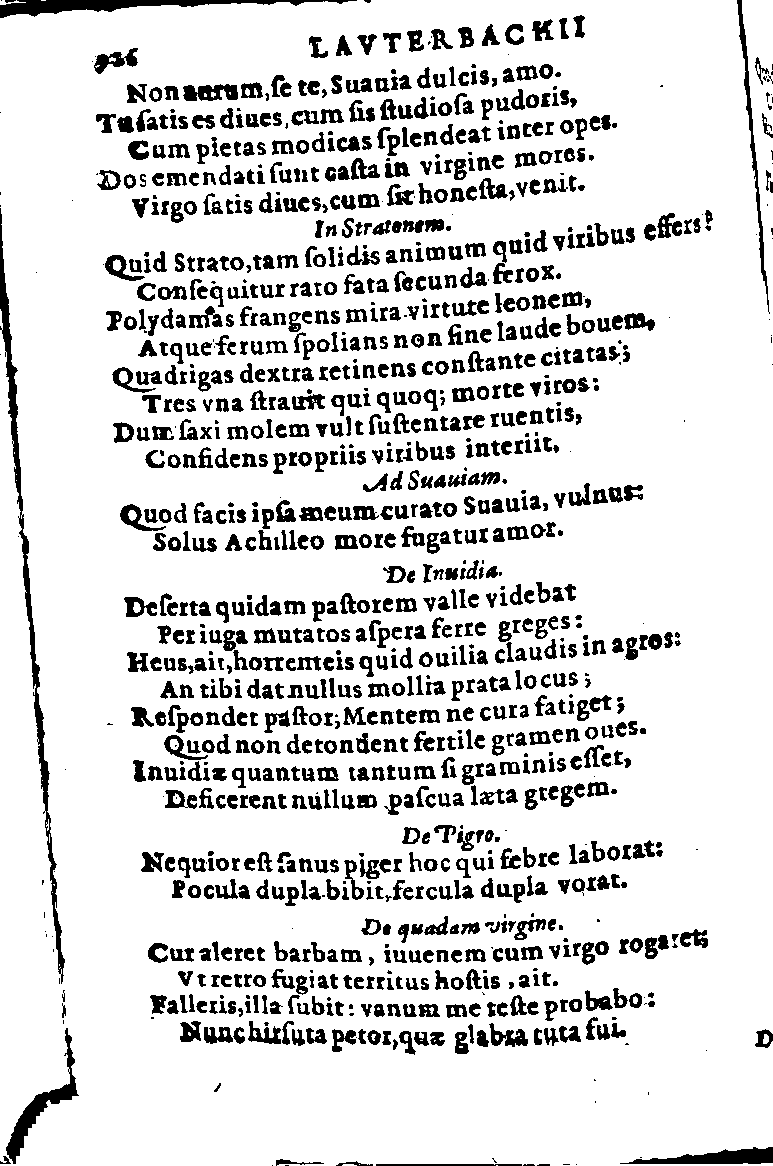 926 LAVTERBACHII
Non aurum, ſe te, Suauia dulcis, amo.
Tu ſatis es diues, cum ſis ſtudioſa pudoris,
Cum pietas modicas ſplendeat inter opes.
Dos emendati ſunt caſta in virgine mores.
Virgo ſatis diues, cum ſit honeſta, venit.
In Stratonem.
Quid Strato, tam ſolidis animum quid viribus effers?
Conſequitur raro fata ſecunda ferox.
Polydamas frangens mira virtute leonem,
Atque ferum ſpolians non ſine laude bouem,
Quadrigas dextra retinens conſtante citatas;
Tres vna ſtrauit qui quoq; morte viros:
Dum ſaxi molem vult ſuſtentare ruentis,
Confidens propriis viribus interiit.
Ad Suauiam.
Quod facis ipſa meum curato Suauia, vulnus:
Solus Achilleo more fugatur amor.
De Inuidia.
Deſerta quidam paſtorem valle videbat
Per iuga mutatos aſpera ferre greges:
Heus, ait, horrenteis quid ouilia claudis in agros:
An tibi dat nullus mollia prata locus;
Reſpondet paſtor; Mentem ne cura fatiget;
Quod non detondent fertile gramen oues.
Inuidiæ quantum tantum ſi graminis eſſet,
Deficerent nullum paſcua læta gregem.
De Pigro.
Nequior eſt ſanus piger hoc qui febre laborat:
Pocula dupla bibit, fercula dupla vorat.
De quadam virgine.
Cur aleret barbam, iuuenem cum virgo rogaret;
Vt retro fugiat territus hoſtis, ait.
Falleris, illa ſubit: vanum me teſte probabo:
Nunc hirſuta petor, quæ glabra tuta fui.